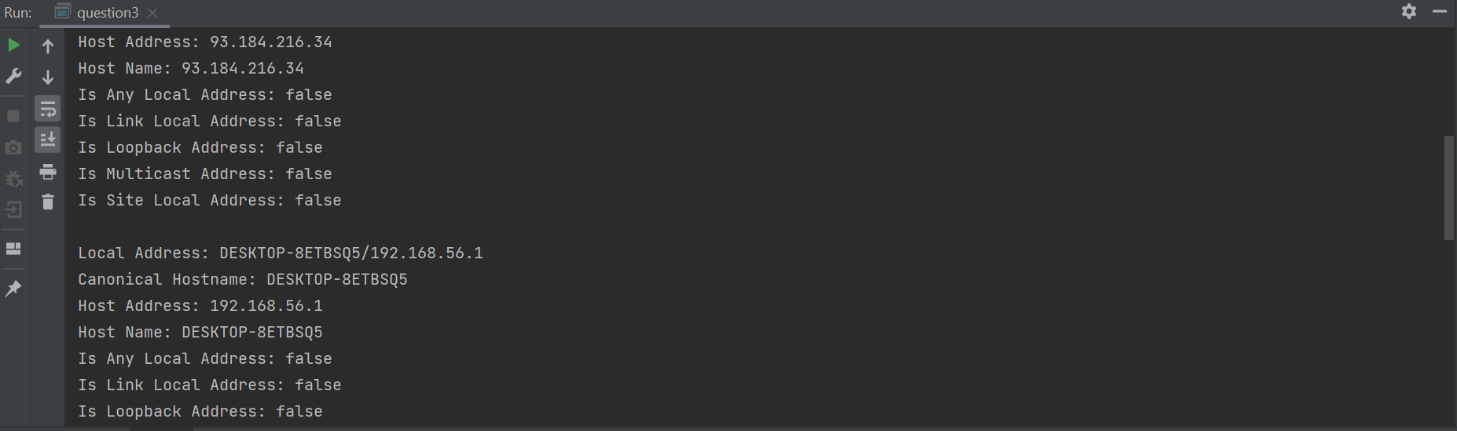 Run: question3
Host Address: 93.184.216.34
Host Name: 93.184.216.34
Is Any Local Address: false
Is Link Local Address: false
Is Loopback Address: false
Is Multicast Address: false
Is Site Local Address: false
Local Address: DESKTOP-8ETBSQ5/192.168.56.1
Canonical Hostname: DESKTOP-8ETBSQ5
Host Address: 192.168.56.1
Host Name: DESKTOP-8ETBSQ5
Is Any Local Address: false
Is Link Local Address: false
Is Loopback Address: false